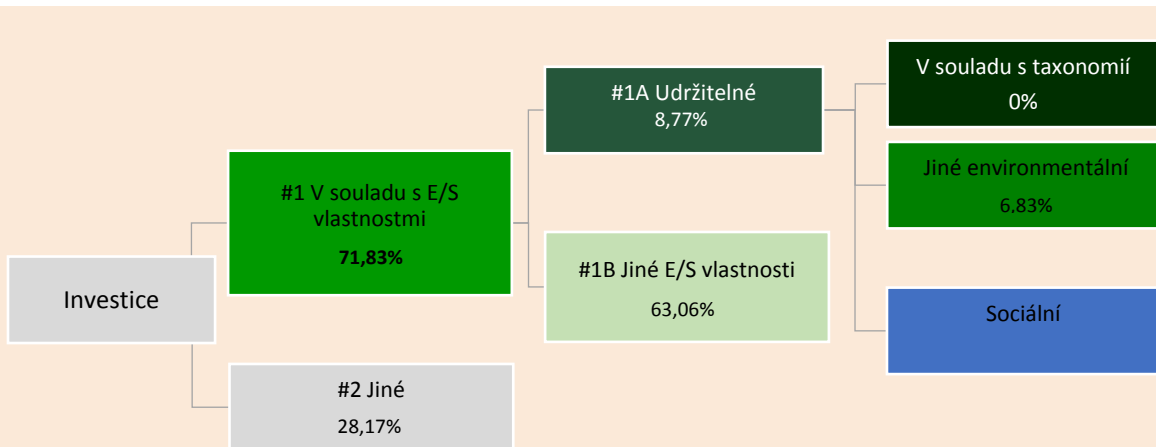 Investice
#1 V souladu s E/S
vlastnostmi
71,83%
#2 Jiné
28,17%
#1A Udržitelné
8,77%
#1B Jiné E/S vlastnosti
63,06%
V souladu s taxonomií
0%
Jiné environmentální
6,83%
Sociální